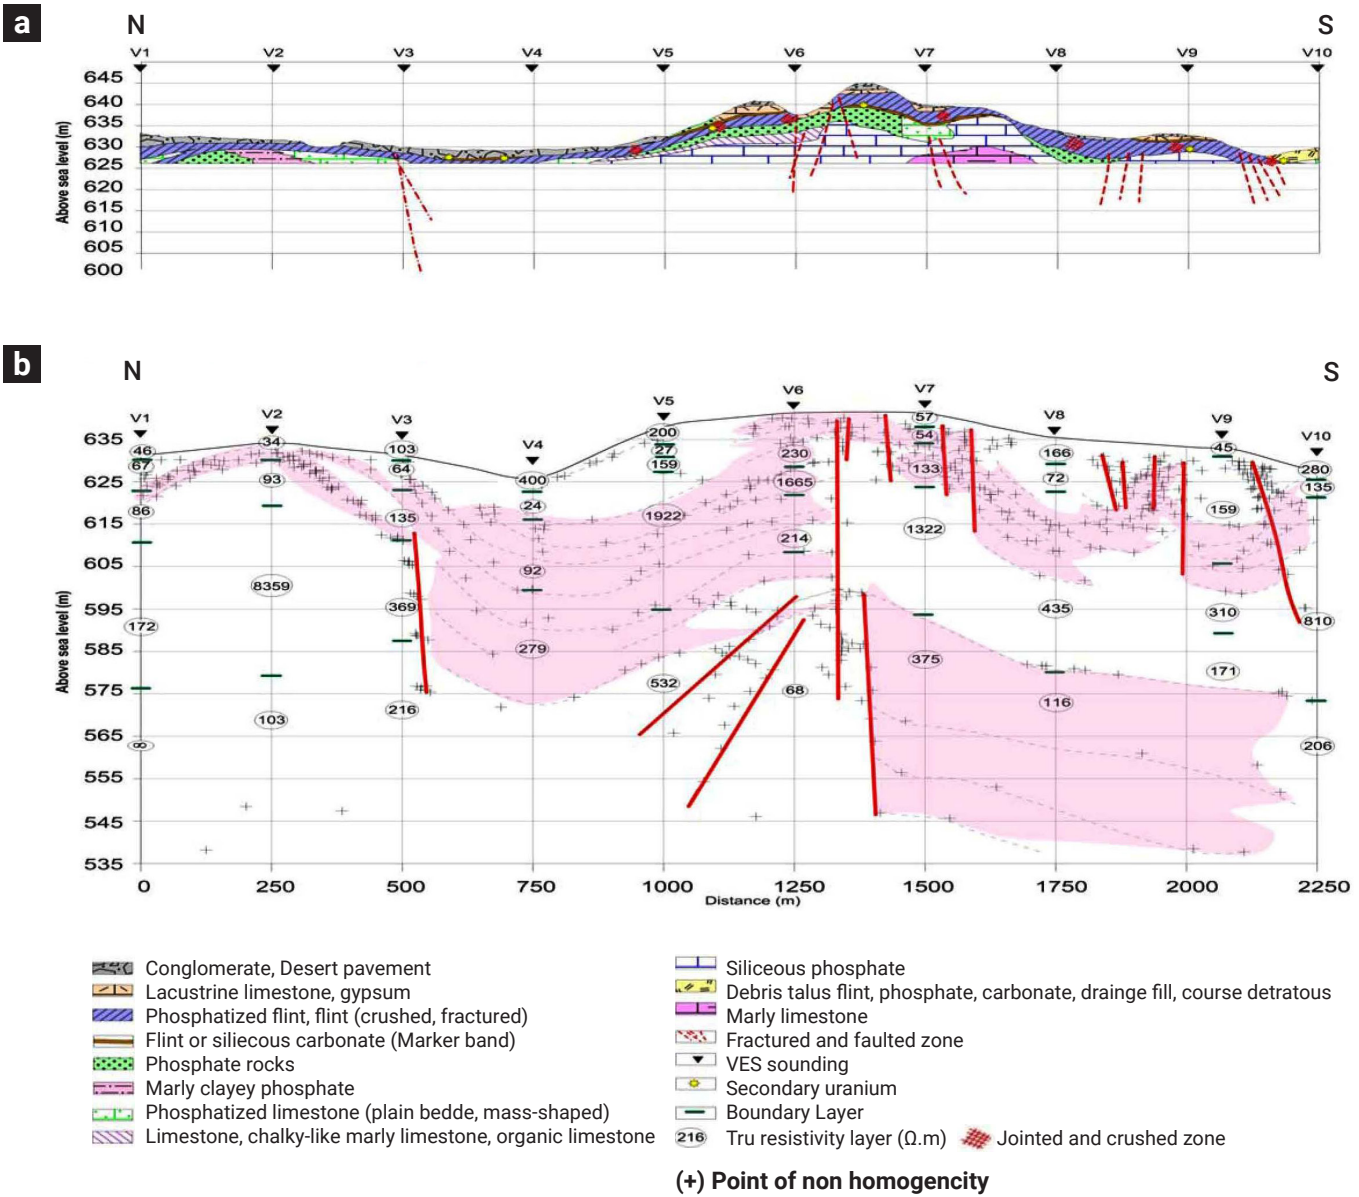 a
N
S
V1 V2 V3 V4 V5 V6 V7 V8 V9 V10
645
640
635
630
625
620
615
610
605
600
Above sea level (m)
b
N
S
V1 V2 V3 V4 V5 V6 V7 V8 V9 V10
635
625
615
605
595
585
575
565
555
545
535
Above sea level (m)
46
67
86
172
8
34
93
8359
103
103
64
135
369
216
400
24
92
279
200
27
159
1922
532
230
1665
214
68
57
54
133
1322
375
166
72
435
116
45
159
310
171
280
135
810
206
0 250 500 750 1000 1250 1500 1750 2000 2250
Distance (m)
Conglomerate, Desert pavement
Lacustrine limestone, gypsum
Phosphatized flint, flint (crushed, fractured)
Flint or siliecous carbonate (Marker band)
Phosphate rocks
Marly clayey phosphate
Phosphatized limestone (plain bedde, mass-shaped)
Limestone, chalky-like marly limestone, organic limestone
Siliceous phosphate
Debris talus flint, phosphate, carbonate, drainge fill, course detratous
Marly limestone
Fractured and faulted zone
VES sounding
Secondary uranium
Boundary Layer
216 Tru resistivity layer (Ω.m) Jointed and crushed zone
(+) Point of non homogencity